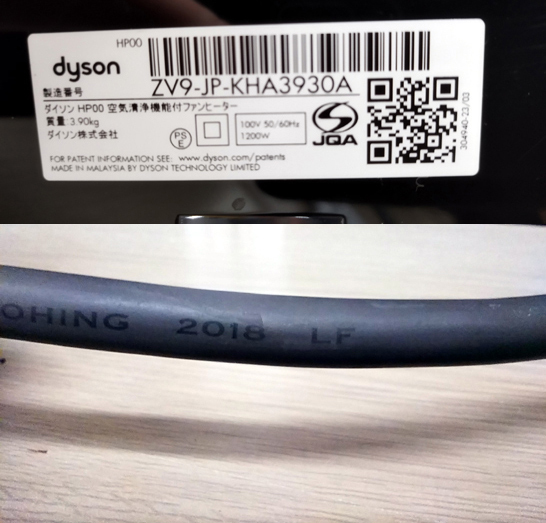 HP00
dyson
製造番号 ZV9-JP-KHA3930A
ダイソン HP00 空気清浄機能付ファンヒーター
質量：3.90kg
ダイソン株式会社
PS
E
100V 50/60Hz
1200W
JQA
304940-23/03
FOR PATENT INFORMATION SEE: www.dyson.com/patents
MADE IN MALAYSIA BY DYSON TECHNOLOGY LIMITED
OHING 2018 LF